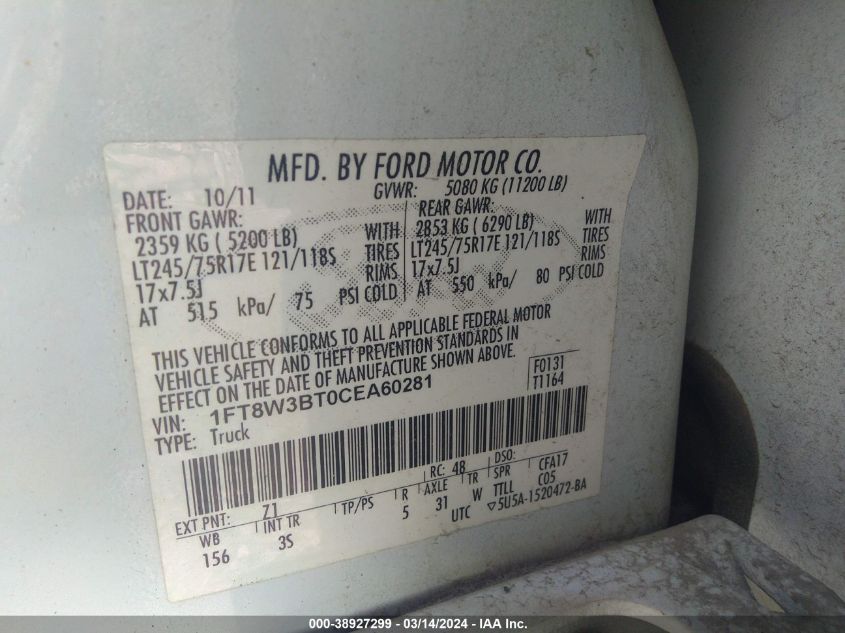 MFD. BY FORD MOTOR CO.
DATE: 10/11 GVWR: 5080 KG (11200 LB)
FRONT GAWR: REAR GAWR:
2359 KG ( 5200 LB) WITH 2853 KG ( 6290 LB) WITH
LT245/75R17E 121/118S TIRES LT245/75R17E 121/118S TIRES
17x7.5J RIMS 17x7.5J RIMS
AT 515 kPa/ 75 PSI COLD AT 550 kPa/ 80 PSI COLD
THIS VEHICLE CONFORMS TO ALL APPLICABLE FEDERAL MOTOR
VEHICLE SAFETY AND THEFT PREVENTION STANDARDS IN
EFFECT ON THE DATE OF MANUFACTURE SHOWN ABOVE.
VIN: 1FT8W3BT0CEA60281 F0131
TYPE: Truck T1164
EXT PNT: 71 RC: 48 DSO:
WB INT TR TP/PS R AXLE TR SPR CFA17
156 3S 5 31 W TTLL C05
UTC ▽5U5A-1520472-BA
000-38927299 - 03/14/2024 - IAA Inc.